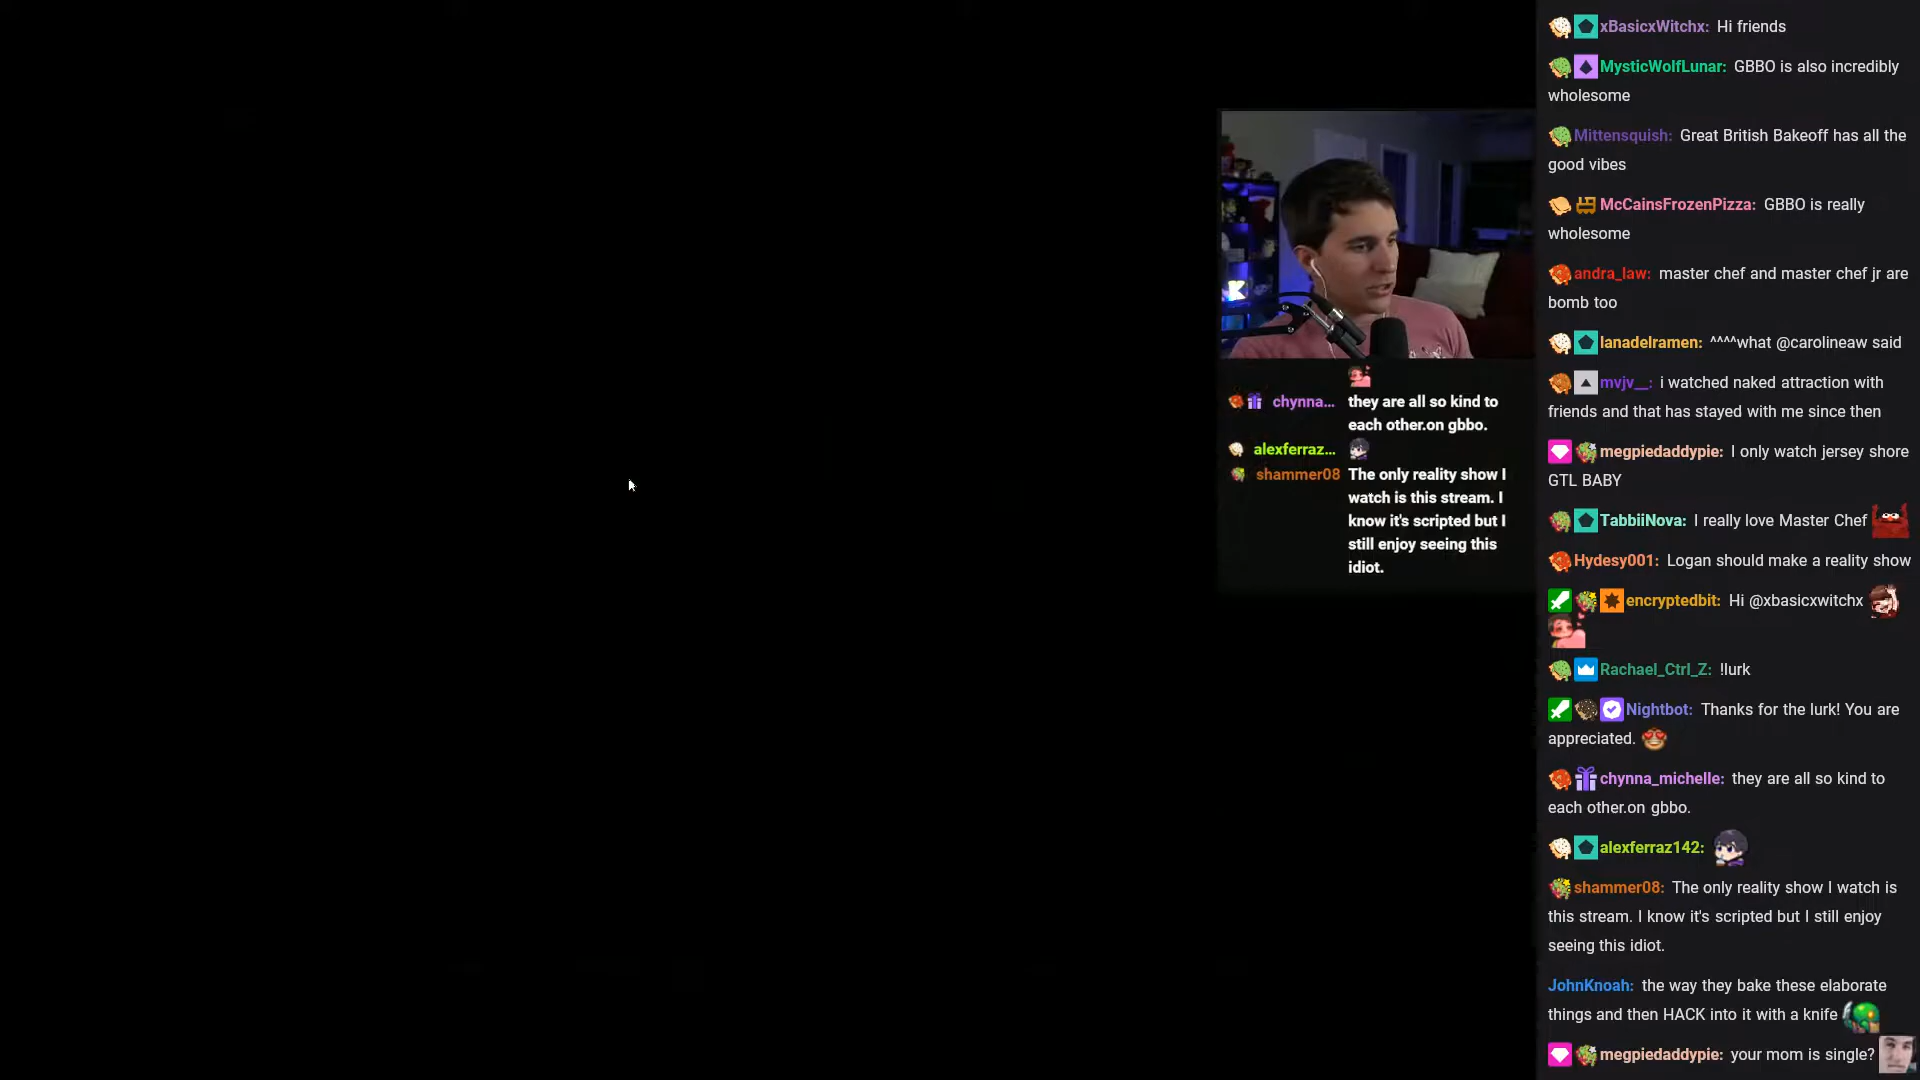 chynna...
they are all so kind to
each other.on gbbo.
alexferraz...
shammer08
The only reality show I
watch is this stream. I
know it's scripted but I
still enjoy seeing this
idiot.
xBasicxWitchx: Hi friends
MysticWolfLunar: GBBO is also incredibly
wholesome
Mittensquish: Great British Bakeoff has all the
good vibes
McCainsFrozenPizza: GBBO is really
wholesome
andra_law: master chef and master chef jr are
bomb too
lanadelramen: ^^^^what @carolineaw said
mvjv__: i watched naked attraction with
friends and that has stayed with me since then
megpiedaddypie: I only watch jersey shore
GTL BABY
TabbiiNova: I really love Master Chef
Hydesy001: Logan should make a reality show
encryptedbit: Hi @xbasicxwitchx
Rachael_Ctrl_Z: !lurk
Nightbot: Thanks for the lurk! You are
appreciated.
chynna_michelle: they are all so kind to
each other.on gbbo.
alexferraz142:
shammer08: The only reality show I watch is
this stream. I know it's scripted but I still enjoy
seeing this idiot.
JohnKnoah: the way they bake these elaborate
things and then HACK into it with a knife
megpiedaddypie: your mom is single?